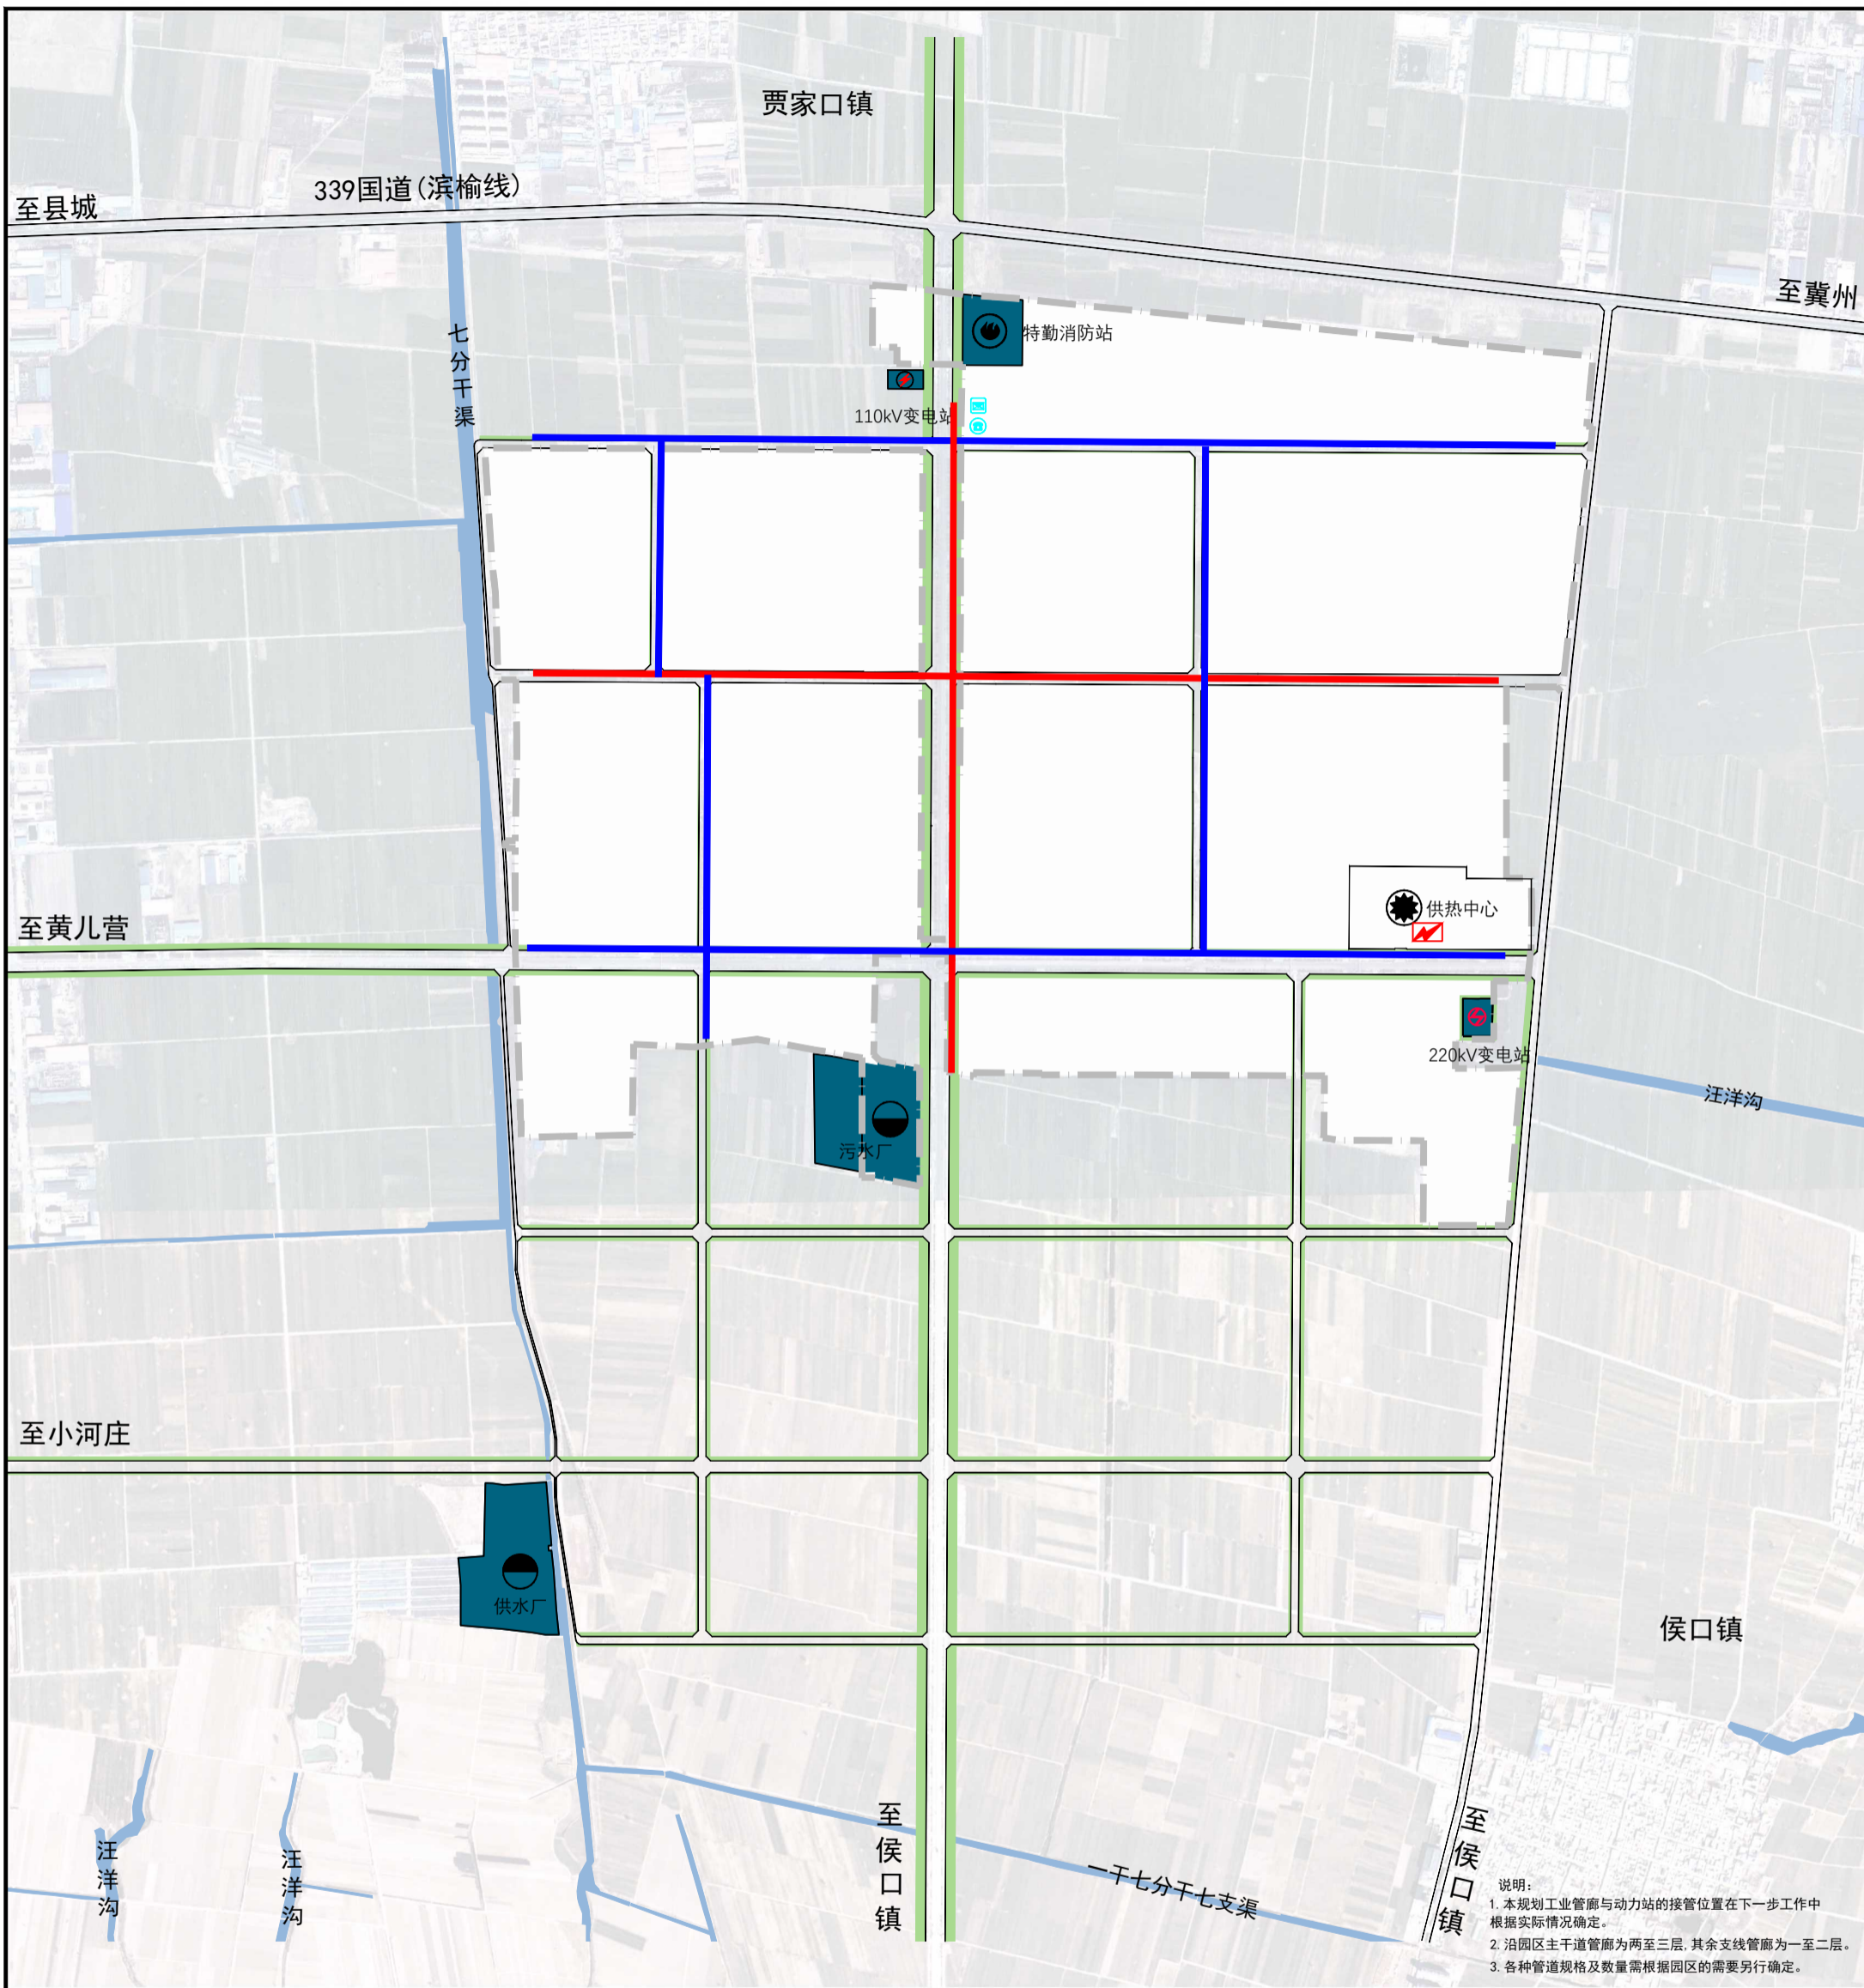 贾家口镇
339国道(滨榆线)
至县城
至冀州
七分干渠
特勤消防站
110kV变电站
至黄儿营
供热中心
220kV变电站
汪洋沟
污水厂
至小河庄
供水厂
侯口镇
至侯口镇
至侯口镇
汪洋沟
汪洋沟
一干七分干七支渠
说明:
1. 本规划工业管廊与动力站的接管位置在下一步工作中
根据实际情况确定。
2. 沿园区主干道管廊为两至三层,其余支线管廊为一至二层。
3. 各种管道规格及数量需根据园区的需要另行确定。